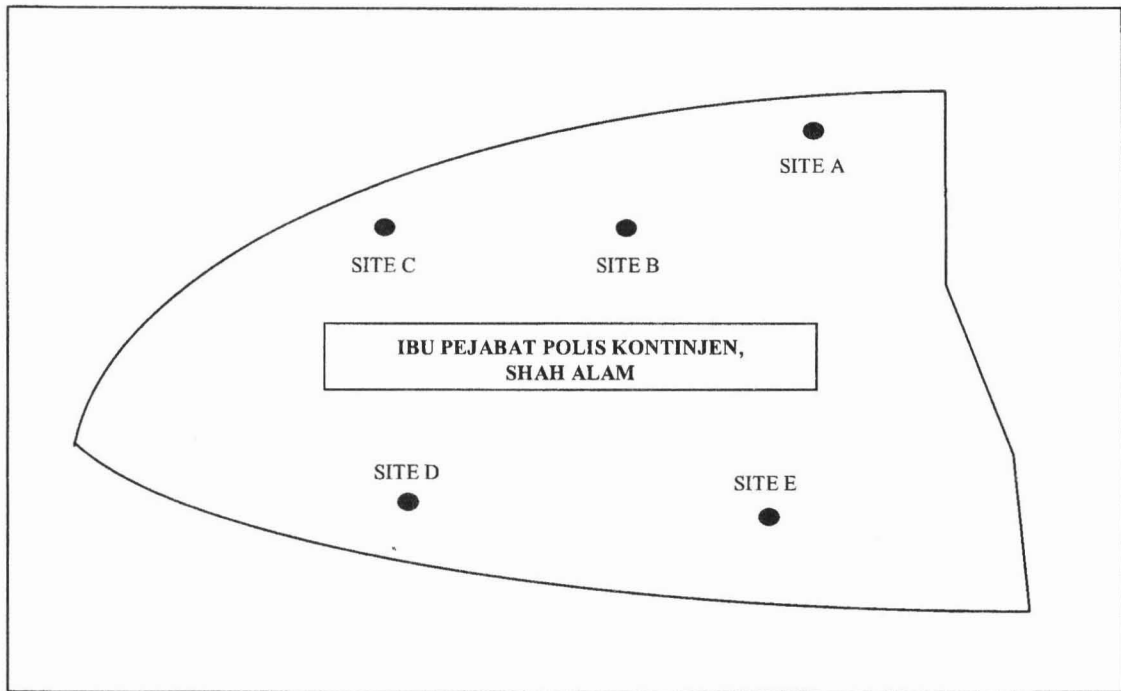 SITE A
SITE C
SITE B
IBU PEJABAT POLIS KONTINJEN,
SHAH ALAM
SITE D
SITE E